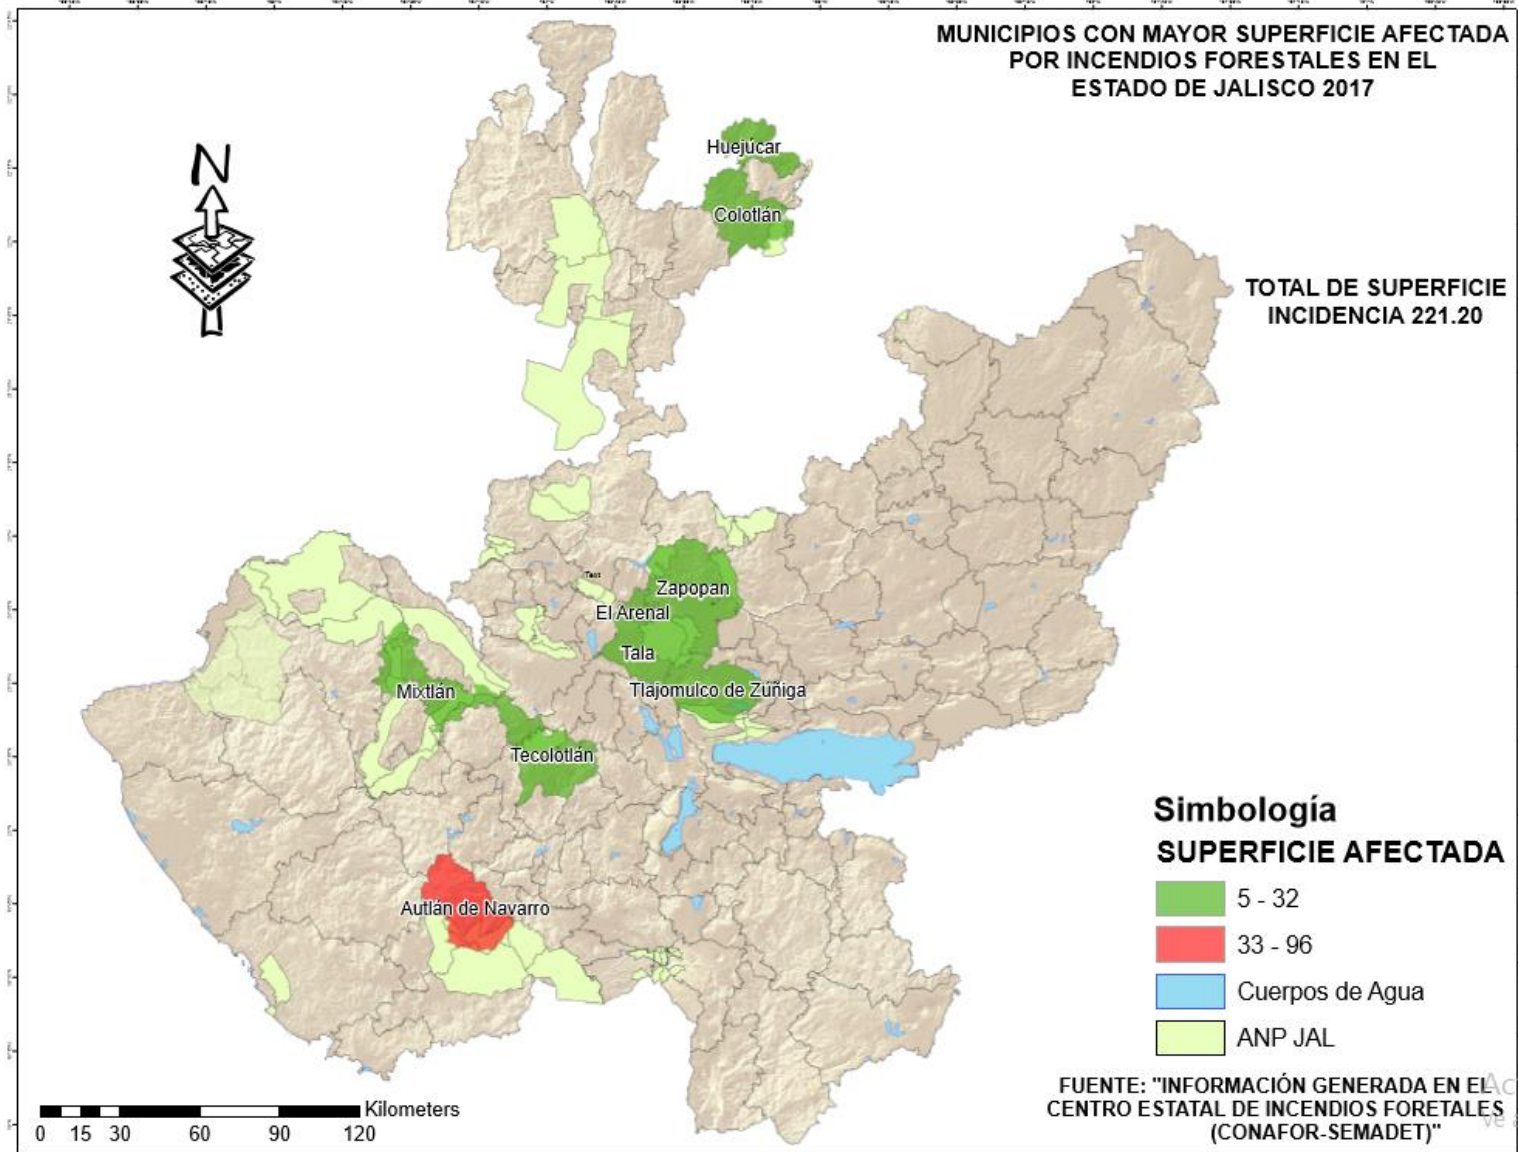 MUNICIPIOS CON MAYOR SUPERFICIE AFECTADA
POR INCENDIOS FORESTALES EN EL
ESTADO DE JALISCO 2017
N
Huejúcar
Colotlán
TOTAL DE SUPERFICIE
INCIDENCIA 221.20
Text
Zapopan
El Arenal
Tala
Tlajomulco de Zúñiga
Mixtlán
Tecolotlán
Autlán de Navarro
Simbología
SUPERFICIE AFECTADA
5 - 32
33 - 96
Cuerpos de Agua
ANP JAL
FUENTE: "INFORMACIÓN GENERADA EN EL
CENTRO ESTATAL DE INCENDIOS FORETALES
(CONAFOR-SEMADET)"
Kilometers
0 15 30 60 90 120